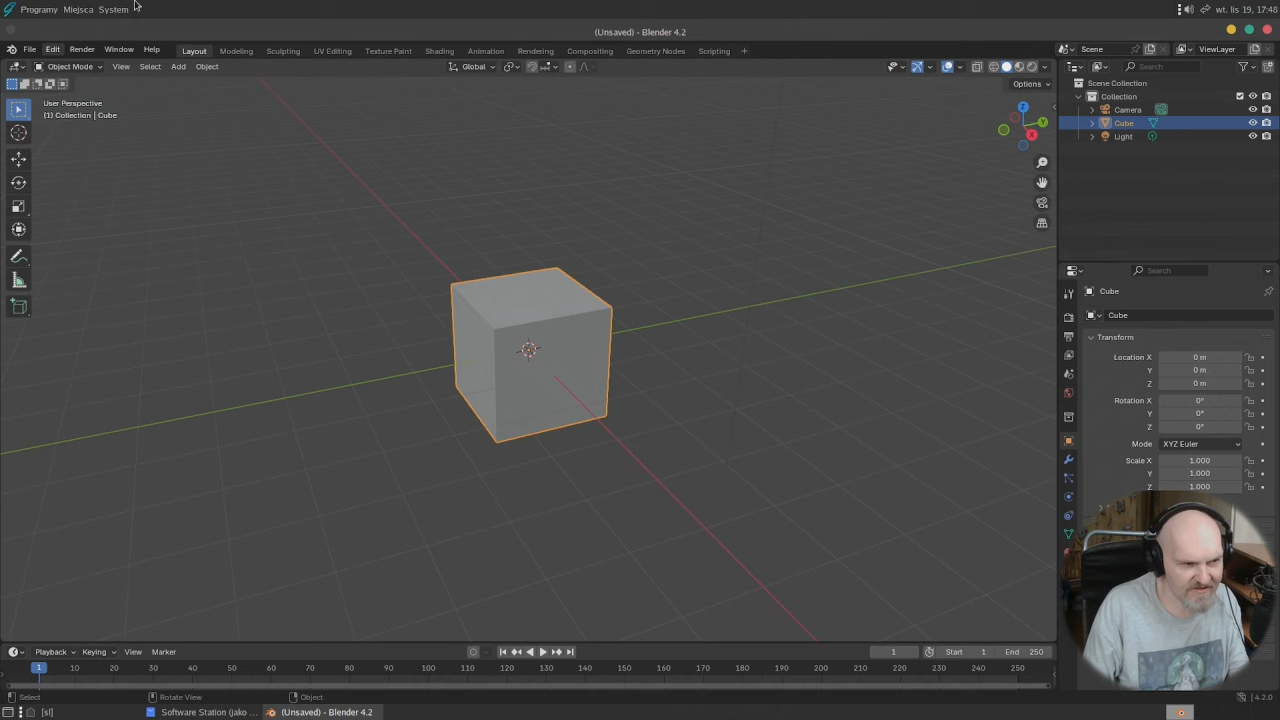 Programy Miejsca System
wt. lis 19, 17:48
(Unsaved) - Blender 4.2
File Edit Render Window Help
Layout Modeling Sculpting UV Editing Texture Paint Shading Animation Rendering Compositing Geometry Nodes Scripting +
Scene
ViewLayer
Object Mode View Select Add Object
Global
Search
Options
User Perspective
(1) Collection | Cube
Z
Y
X
Scene Collection
Collection
Camera
Cube
Light
Search
Cube
Cube
Transform
Location X 0 m
Y 0 m
Z 0 m
Rotation X 0°
Y 0°
Z 0°
Mode XYZ Euler
Scale X 1.000
Y 1.000
Z 1.000
Playback Keying View Marker
1
Start 1
End 250
1 10 20 30 40 50 60 70 80 90 100 110 120 130 140 150 160 170 180 190 200 210 220 230 240 250
Select
Rotate View
Object
4.2.0
[sl]
Software Station (jako ...
(Unsaved) - Blender 4.2